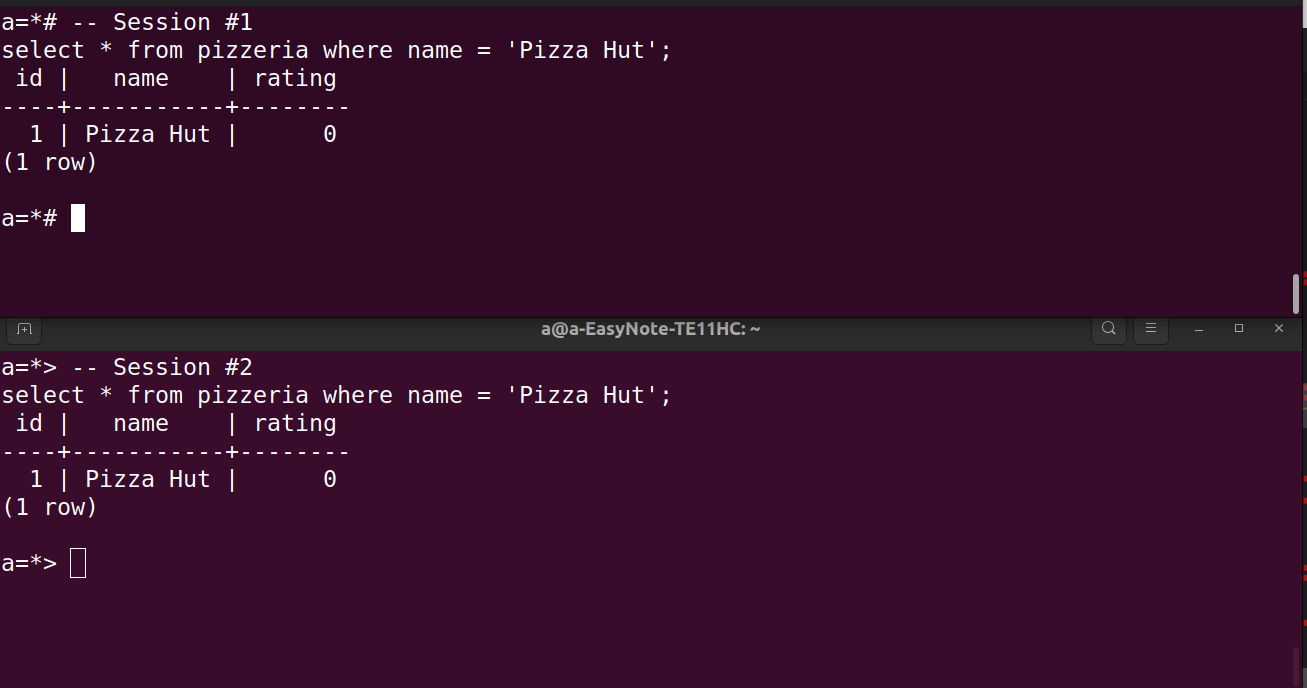 a=*# -- Session #1
select * from pizzeria where name = 'Pizza Hut';
 id |   name    | rating
----+-----------+--------
  1 | Pizza Hut |      0
(1 row)
a=*#
a@a-EasyNote-TE11HC: ~
a=*> -- Session #2
select * from pizzeria where name = 'Pizza Hut';
 id |   name    | rating
----+-----------+--------
  1 | Pizza Hut |      0
(1 row)
a=*>